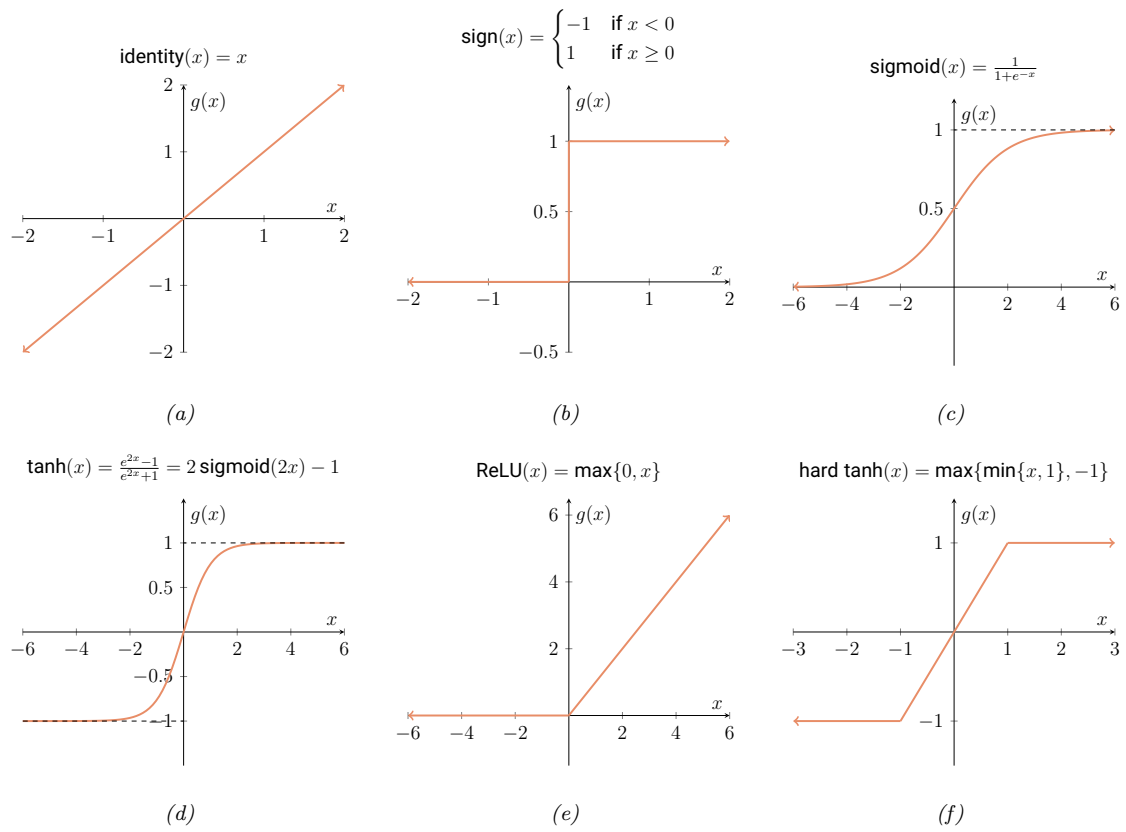 identity(x) = x
2
g(x)
1
x
−2
−1
1
2
−1
−2
(a)
sign(x) = { −1 if x < 0
1 if x ≥ 0
g(x)
1
0.5
x
−2
−1
1
2
−0.5
(b)
sigmoid(x) = 1/(1+e^{−x})
g(x)
1
0.5
x
−6
−4
−2
2
4
6
(c)
tanh(x) = (e^{2x}−1)/(e^{2x}+1) = 2 sigmoid(2x) − 1
g(x)
1
0.5
x
−6
−4
−2
2
4
6
−0.5
−1
(d)
ReLU(x) = max{0, x}
6
g(x)
4
2
x
−6
−4
−2
2
4
6
(e)
hard tanh(x) = max{min{x, 1}, −1}
g(x)
1
x
−3
−2
−1
1
2
3
−1
(f)